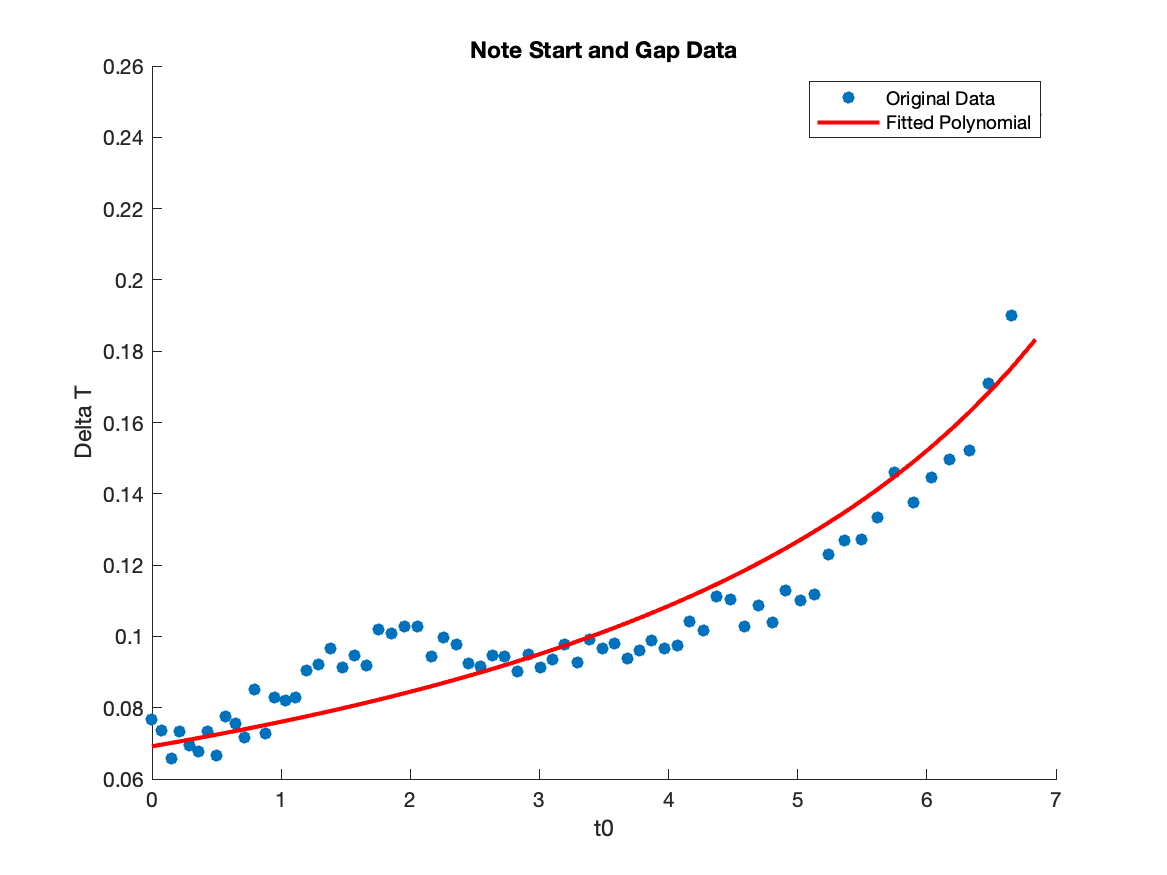 Note Start and Gap Data
Original Data
Fitted Polynomial
0.26
0.24
0.22
0.2
0.18
0.16
0.14
0.12
0.1
0.08
0.06
Delta T
0 1 2 3 4 5 6 7
t0